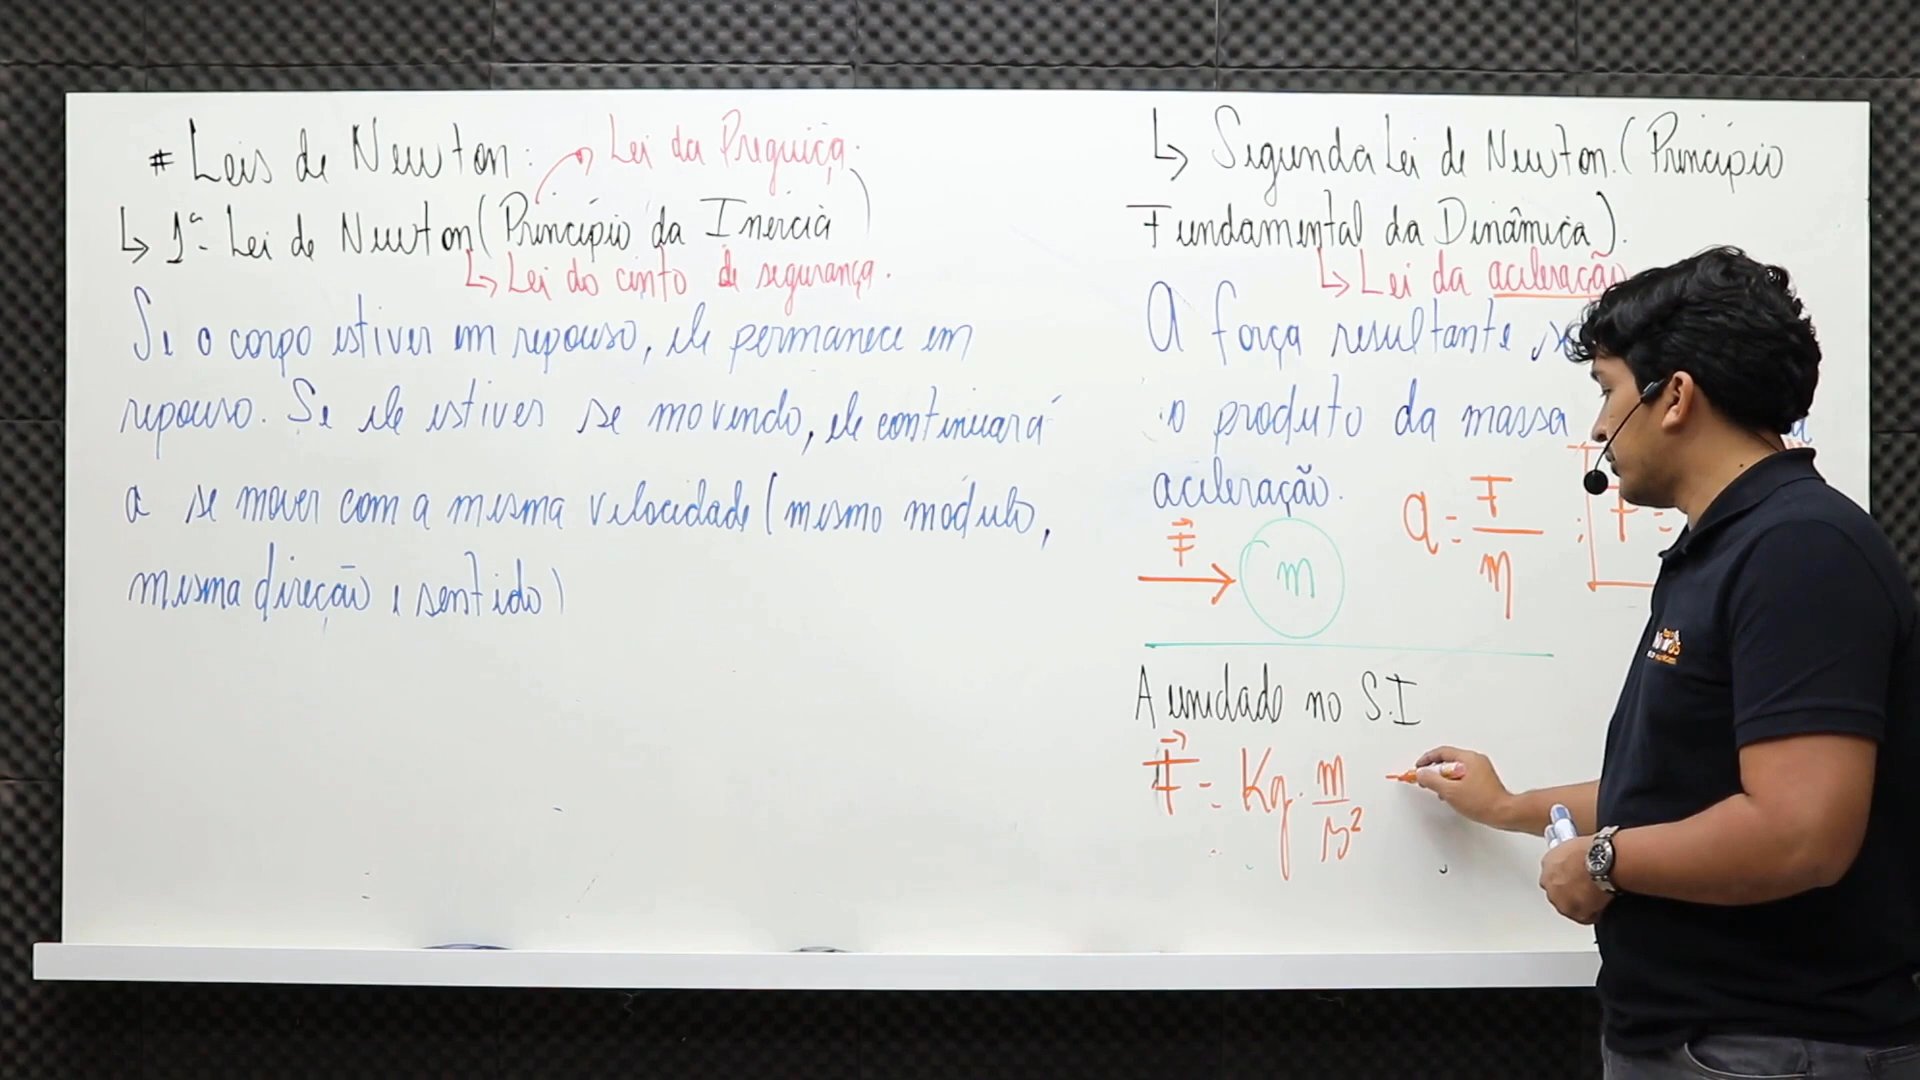 # Leis de Newton: Lei da Preguiça.
↳ 1ª Lei de Newton (Princípio da Inércia)
↳ Lei do cinto de segurança.
Se o corpo estiver em repouso, ele permanece em
repouso. Se ele estiver se movendo, ele continuará
a se mover com a mesma velocidade (mesmo módulo,
mesma direção e sentido)
↳ Segunda Lei de Newton. (Princípio
Fundamental da Dinâmica).
↳ Lei da aceleração
A força resultante
o produto da massa
aceleração.
F m a = F/m ; F =
A unidade no S.I
F = Kg . m/s²